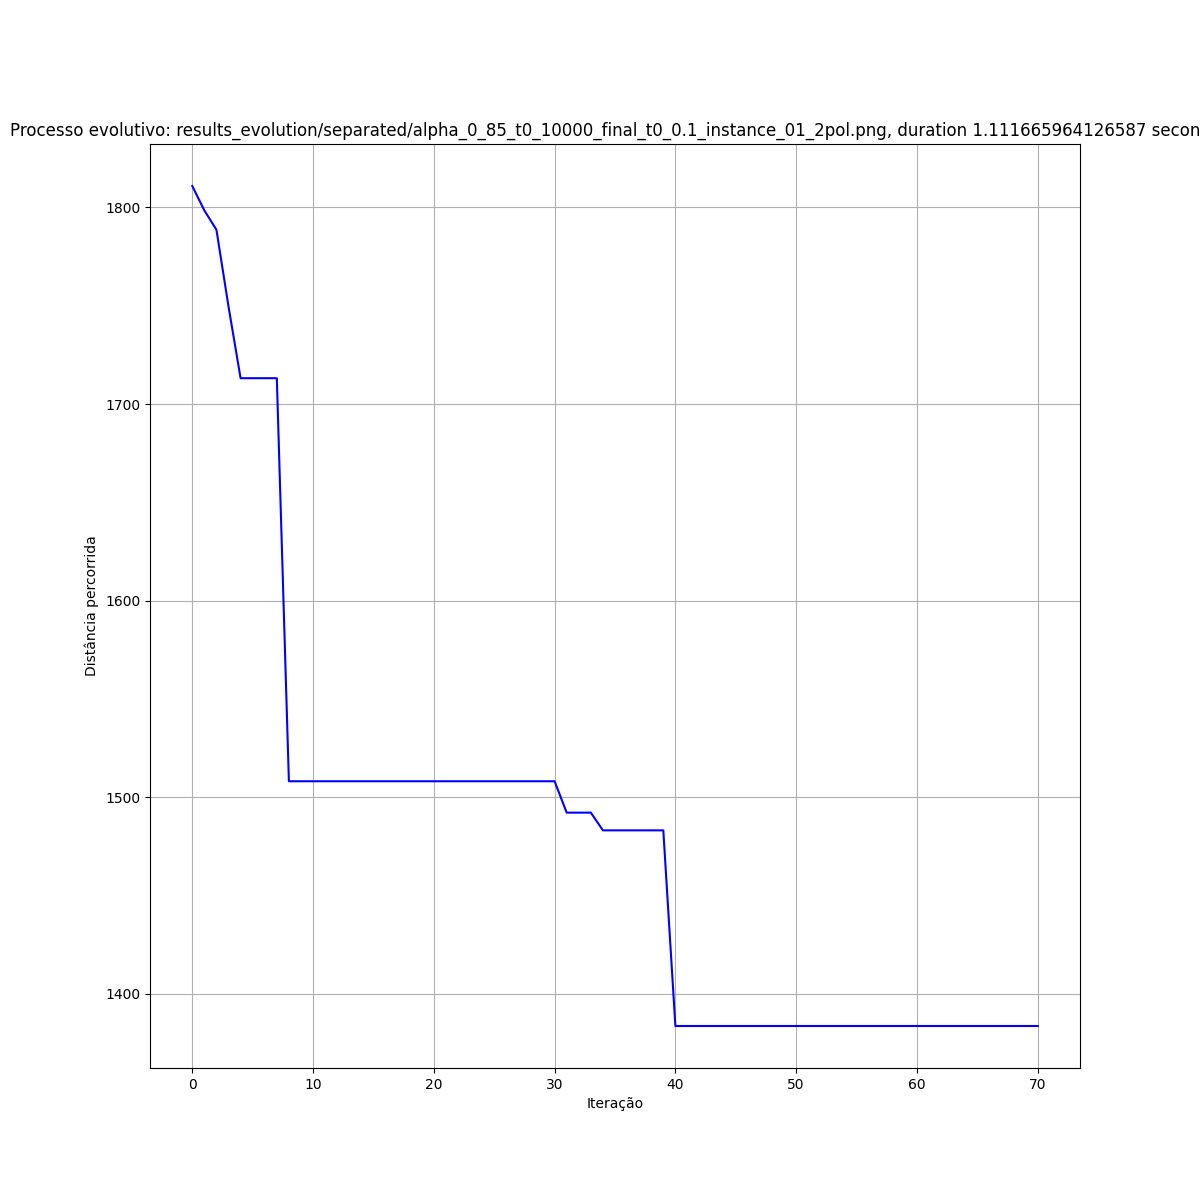 Processo evolutivo: results_evolution/separated/alpha_0_85_t0_10000_final_t0_0.1_instance_01_2pol.png, duration 1.111665964126587 secon
1800
1700
1600
1500
1400
Distância percorrida
0 10 20 30 40 50 60 70
Iteração